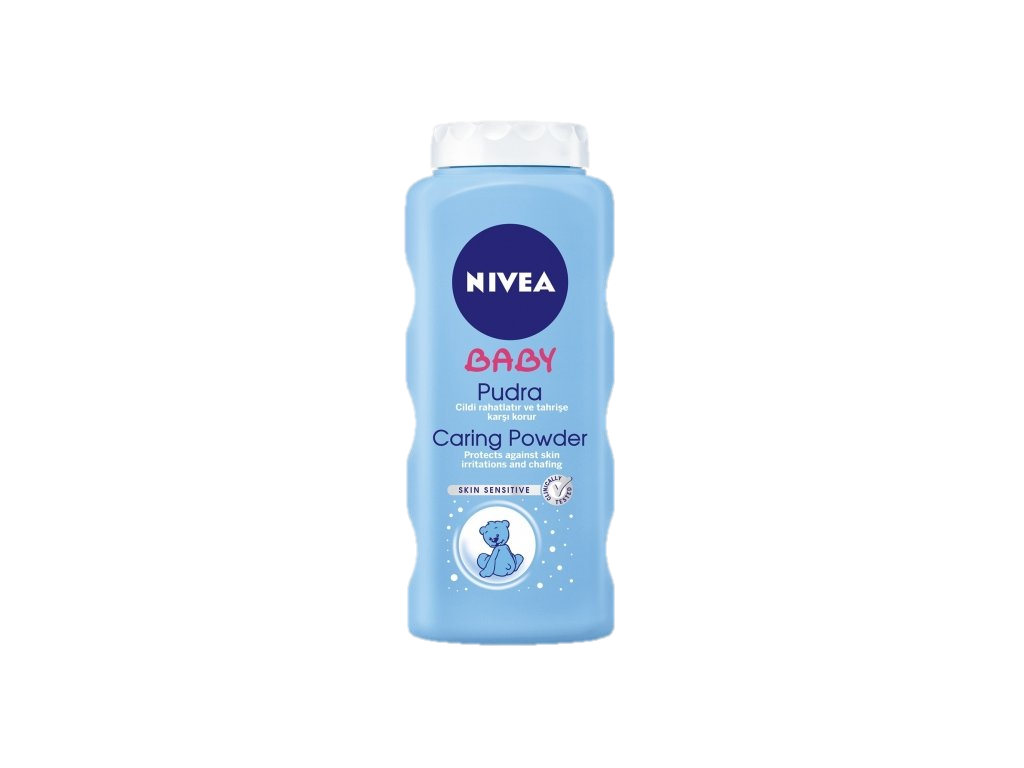 NIVEA
BABY
Pudra
Cildi rahatlatır ve tahrişe
karşı korur
Caring Powder
Protects against skin
irritations and chafing
SKIN SENSITIVE
CLINICALLY
TESTED